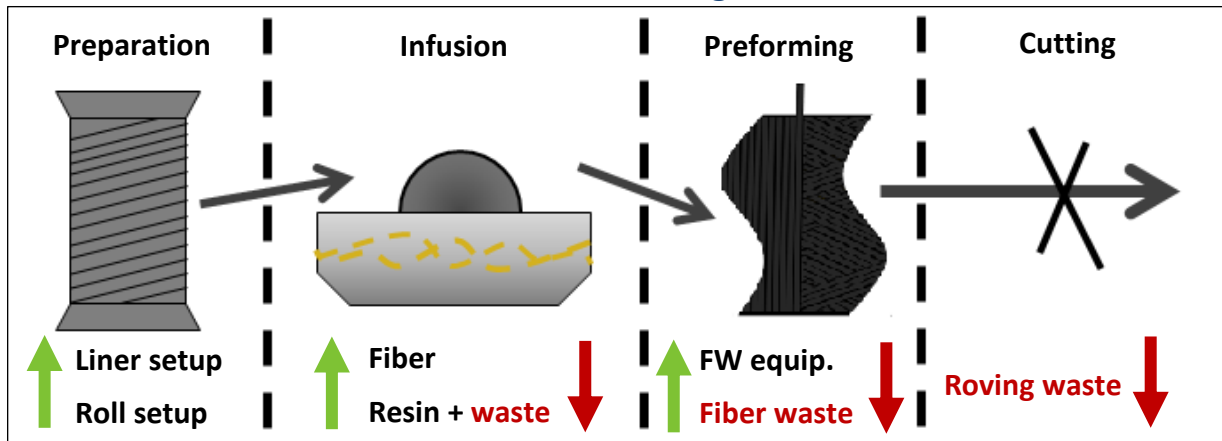 Preparation
Infusion
Preforming
Cutting
Liner setup
Roll setup
Fiber
Resin + waste
FW equip.
Fiber waste
Roving waste